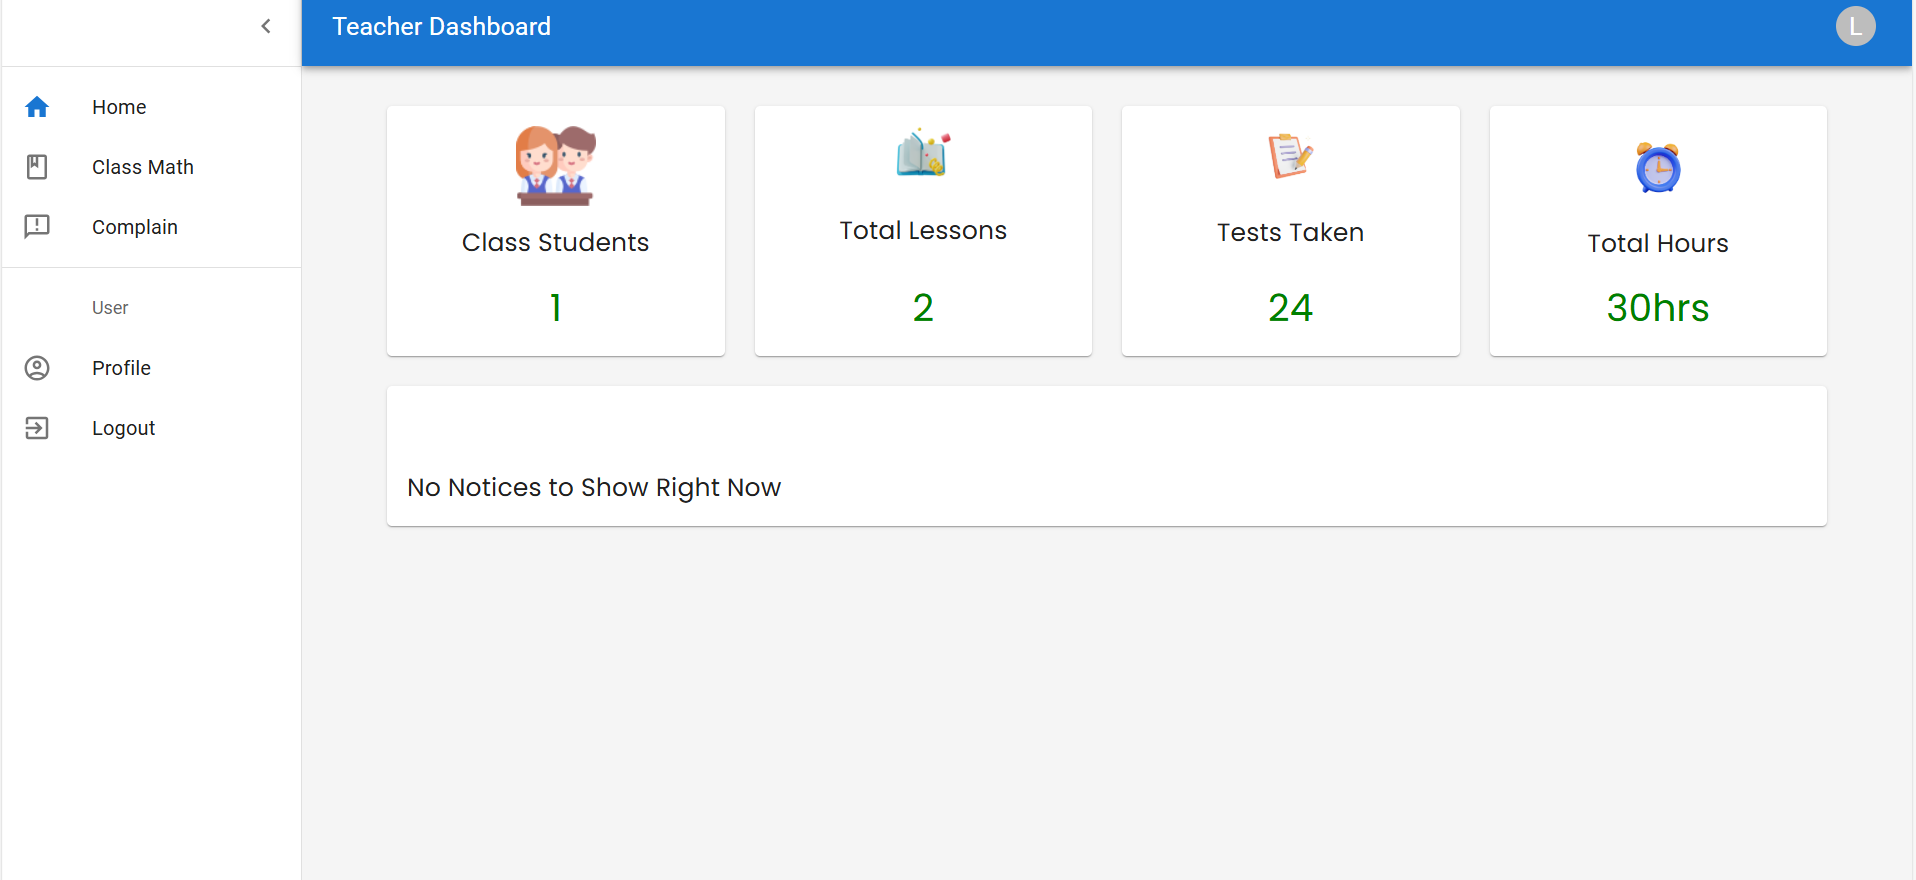 Teacher Dashboard
L
Home
Class Math
Complain
User
Profile
Logout
Class Students
1
Total Lessons
2
Tests Taken
24
Total Hours
30hrs
No Notices to Show Right Now